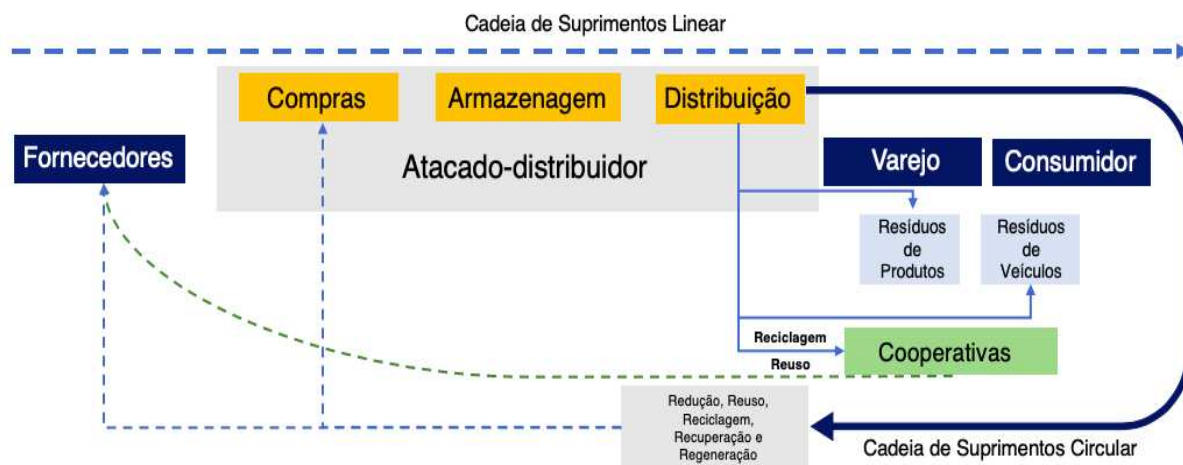 Cadeia de Suprimentos Linear
Compras
Armazenagem
Distribuição
Fornecedores
Atacado-distribuidor
Varejo
Consumidor
Resíduos
de
Produtos
Resíduos
de
Veículos
Reciclagem
Cooperativas
Reuso
Redução, Reuso,
Reciclagem,
Recuperação e
Regeneração
Cadeia de Suprimentos Circular